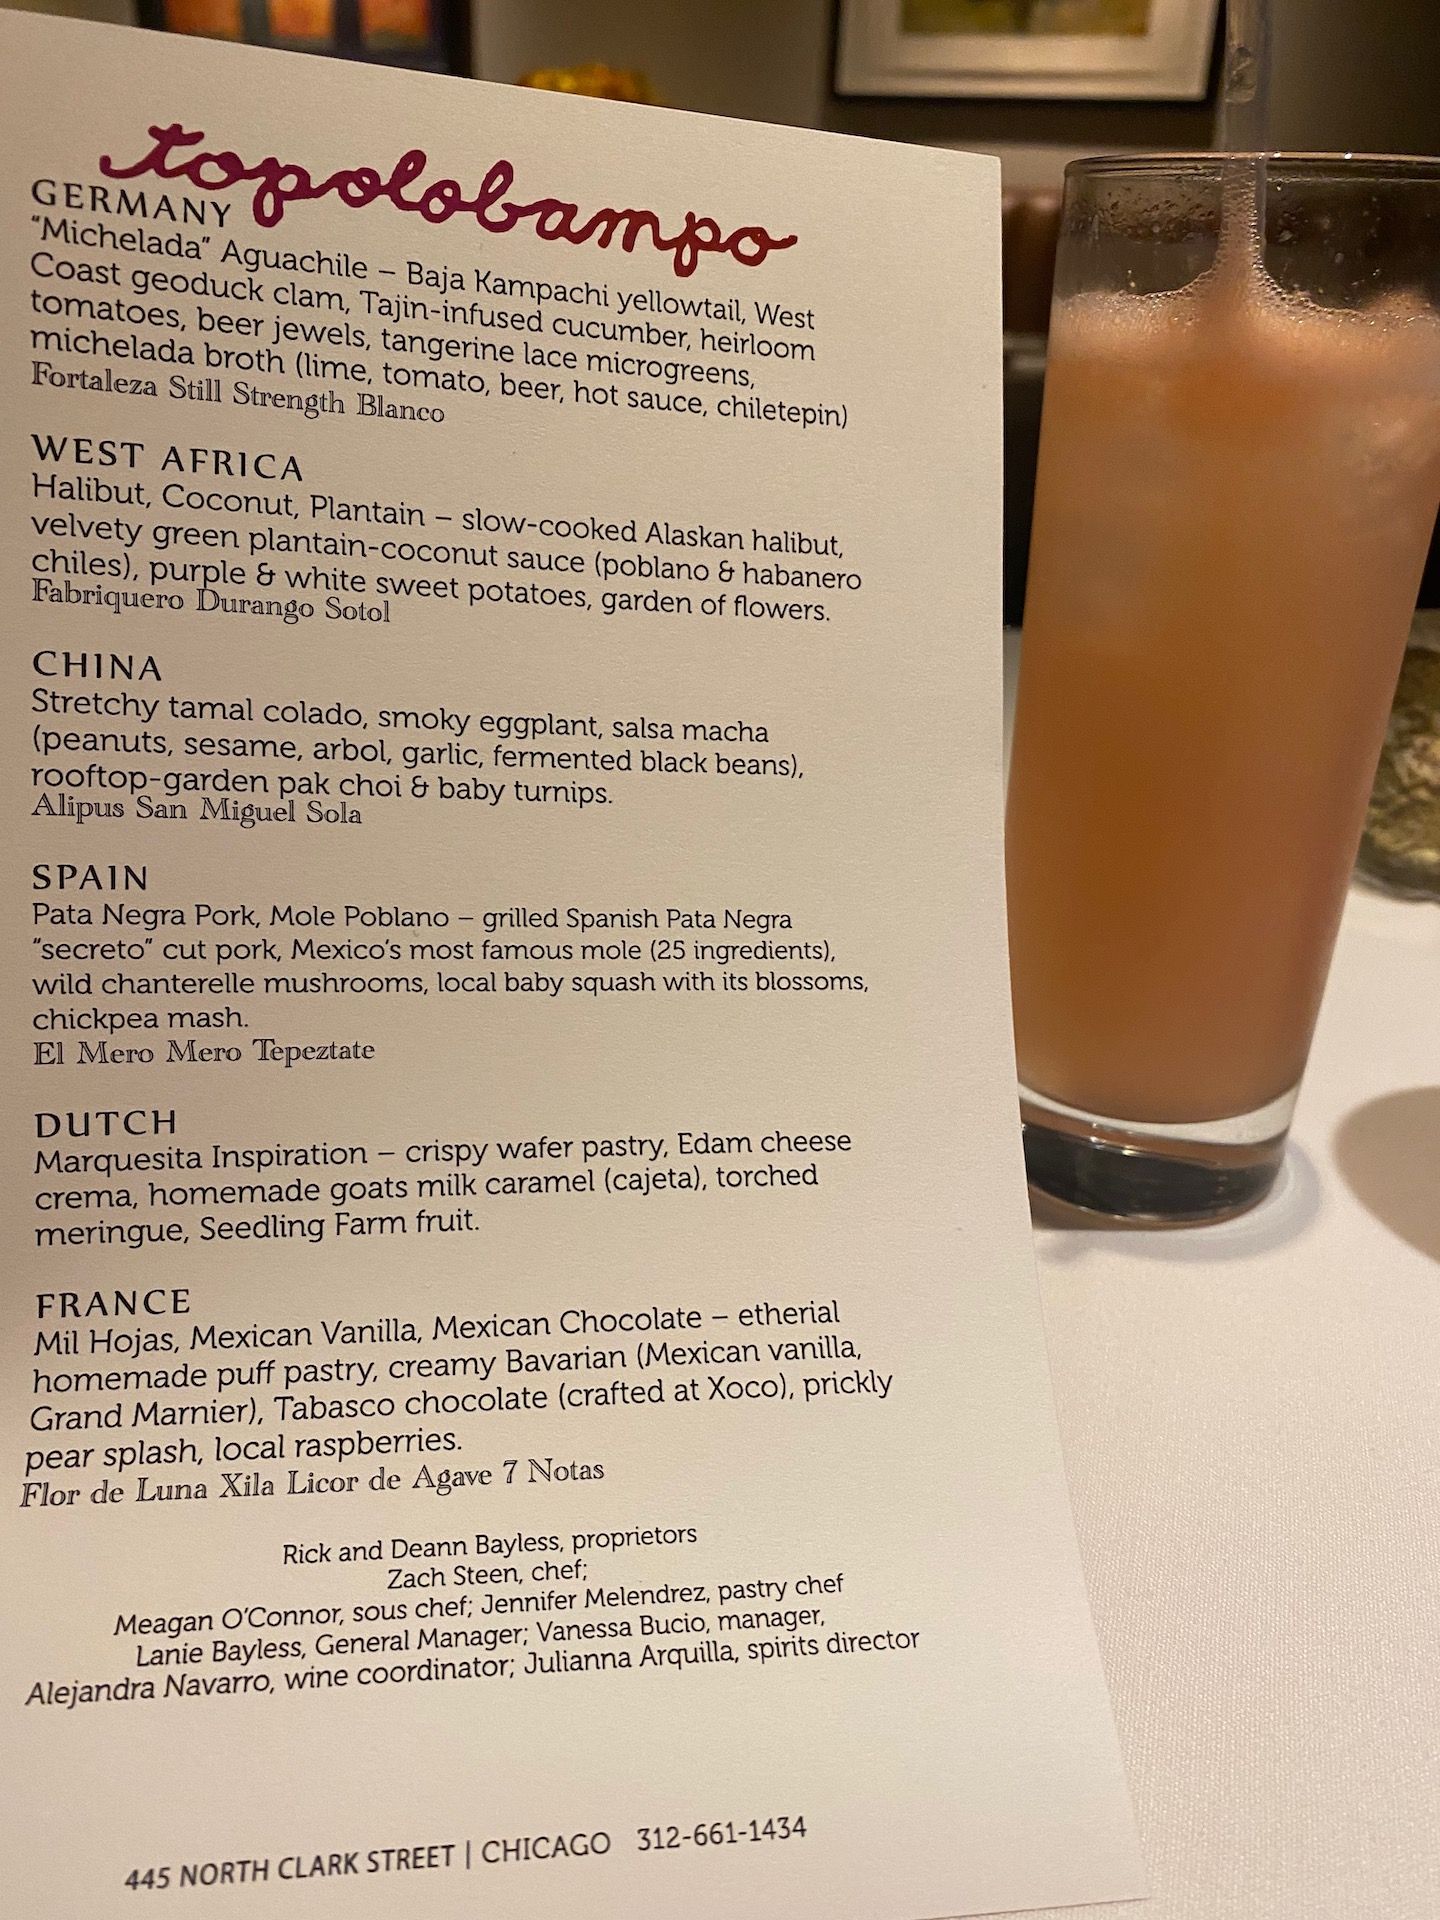 topolobampo
GERMANY
“Michelada” Aguachile – Baja Kampachi yellowtail, West
Coast geoduck clam, Tajin-infused cucumber, heirloom
tomatoes, beer jewels, tangerine lace microgreens,
michelada broth (lime, tomato, beer, hot sauce, chiletepin)
Fortaleza Still Strength Blanco
WEST AFRICA
Halibut, Coconut, Plantain – slow-cooked Alaskan halibut,
velvety green plantain-coconut sauce (poblano & habanero
chiles), purple & white sweet potatoes, garden of flowers.
Fabriquero Durango Sotol
CHINA
Stretchy tamal colado, smoky eggplant, salsa macha
(peanuts, sesame, arbol, garlic, fermented black beans),
rooftop-garden pak choi & baby turnips.
Alipus San Miguel Sola
SPAIN
Pata Negra Pork, Mole Poblano – grilled Spanish Pata Negra
“secreto” cut pork, Mexico’s most famous mole (25 ingredients),
wild chanterelle mushrooms, local baby squash with its blossoms,
chickpea mash.
El Mero Mero Tepeztate
DUTCH
Marquesita Inspiration – crispy wafer pastry, Edam cheese
crema, homemade goats milk caramel (cajeta), torched
meringue, Seedling Farm fruit.
FRANCE
Mil Hojas, Mexican Vanilla, Mexican Chocolate – etherial
homemade puff pastry, creamy Bavarian (Mexican vanilla,
Grand Marnier), Tabasco chocolate (crafted at Xoco), prickly
pear splash, local raspberries.
Flor de Luna Xila Licor de Agave 7 Notas
Rick and Deann Bayless, proprietors
Zach Steen, chef;
Meagan O’Connor, sous chef; Jennifer Melendrez, pastry chef
Lanie Bayless, General Manager; Vanessa Bucio, manager,
Alejandra Navarro, wine coordinator; Julianna Arquilla, spirits director
445 NORTH CLARK STREET | CHICAGO 312-661-1434